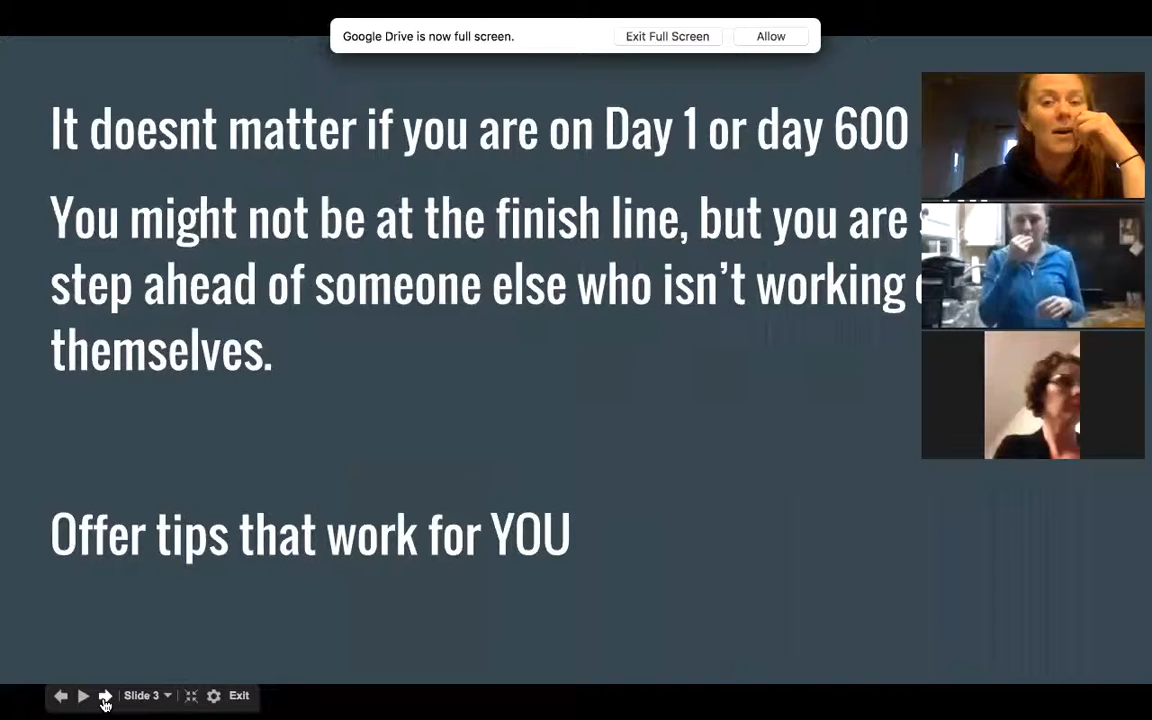 Google Drive is now full screen.
Exit Full Screen
Allow
It doesnt matter if you are on Day 1 or day 600
You might not be at the finish line, but you are
step ahead of someone else who isn't working
themselves.
Offer tips that work for YOU
Slide 3
Exit